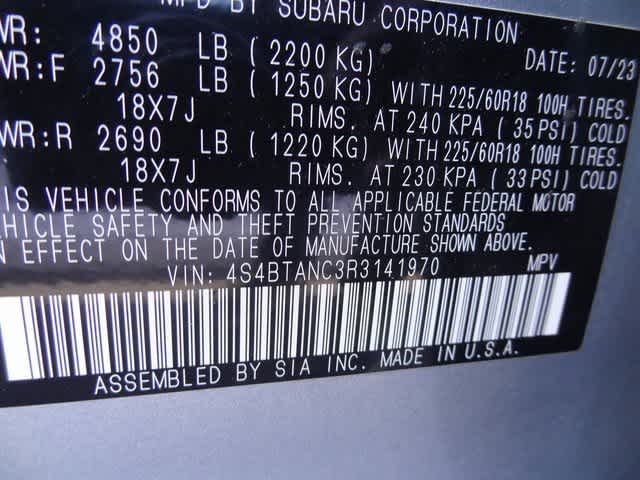 MFD BY SUBARU CORPORATION
WR: 4850 LB (2200 KG) DATE: 07/23
WR:F 2756 LB (1250 KG) WITH 225/60R18 100H TIRES.
18X7J RIMS. AT 240 KPA (35 PSI) COLD
WR:R 2690 LB (1220 KG) WITH 225/60R18 100H TIRES.
18X7J RIMS. AT 230 KPA (33 PSI) COLD
IS VEHICLE CONFORMS TO ALL APPLICABLE FEDERAL MOTOR
HICLE SAFETY AND THEFT PREVENTION STANDARDS
N EFFECT ON THE DATE OF MANUFACTURE SHOWN ABOVE.
VIN: 4S4BTANC3R3141970 MPV
ASSEMBLED BY SIA INC. MADE IN U.S.A.